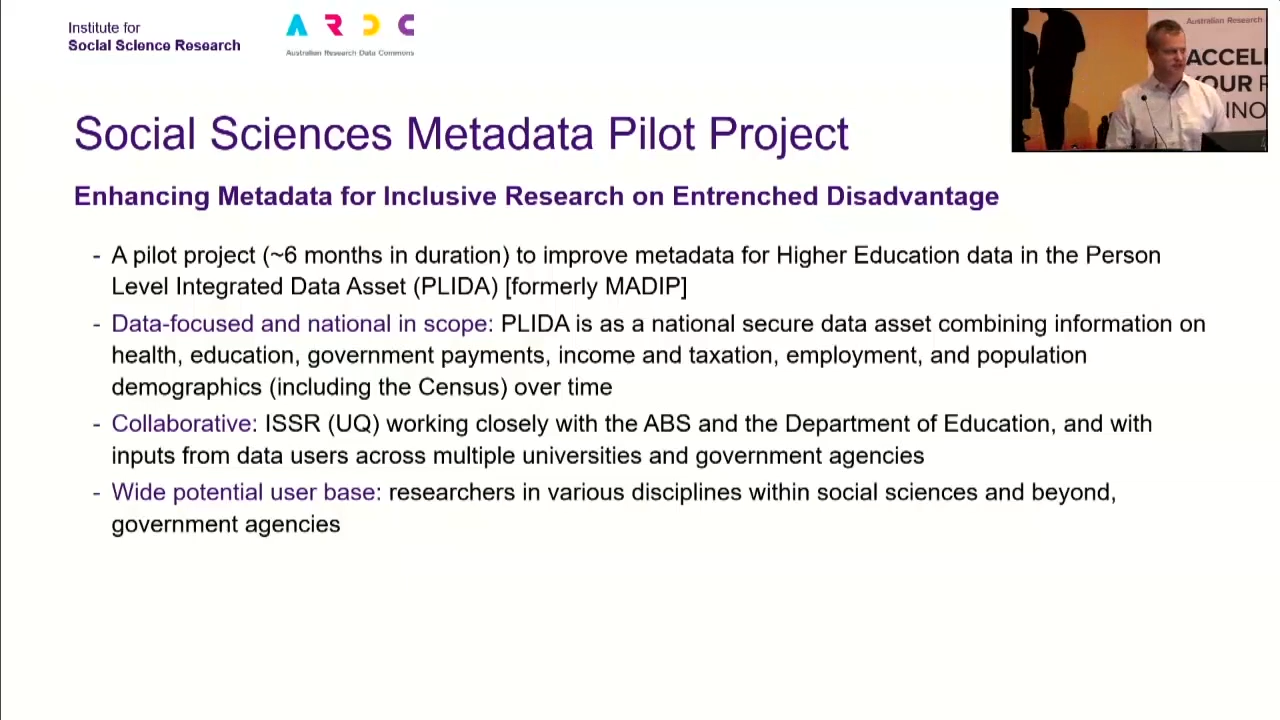 Institute for
Social Science Research
ARDC
Australian Research Data Commons
Australian Research
ACCEL
YOUR R
INO
Social Sciences Metadata Pilot Project
Enhancing Metadata for Inclusive Research on Entrenched Disadvantage
- A pilot project (~6 months in duration) to improve metadata for Higher Education data in the Person
Level Integrated Data Asset (PLIDA) [formerly MADIP]
- Data-focused and national in scope: PLIDA is as a national secure data asset combining information on
health, education, government payments, income and taxation, employment, and population
demographics (including the Census) over time
- Collaborative: ISSR (UQ) working closely with the ABS and the Department of Education, and with
inputs from data users across multiple universities and government agencies
- Wide potential user base: researchers in various disciplines within social sciences and beyond,
government agencies